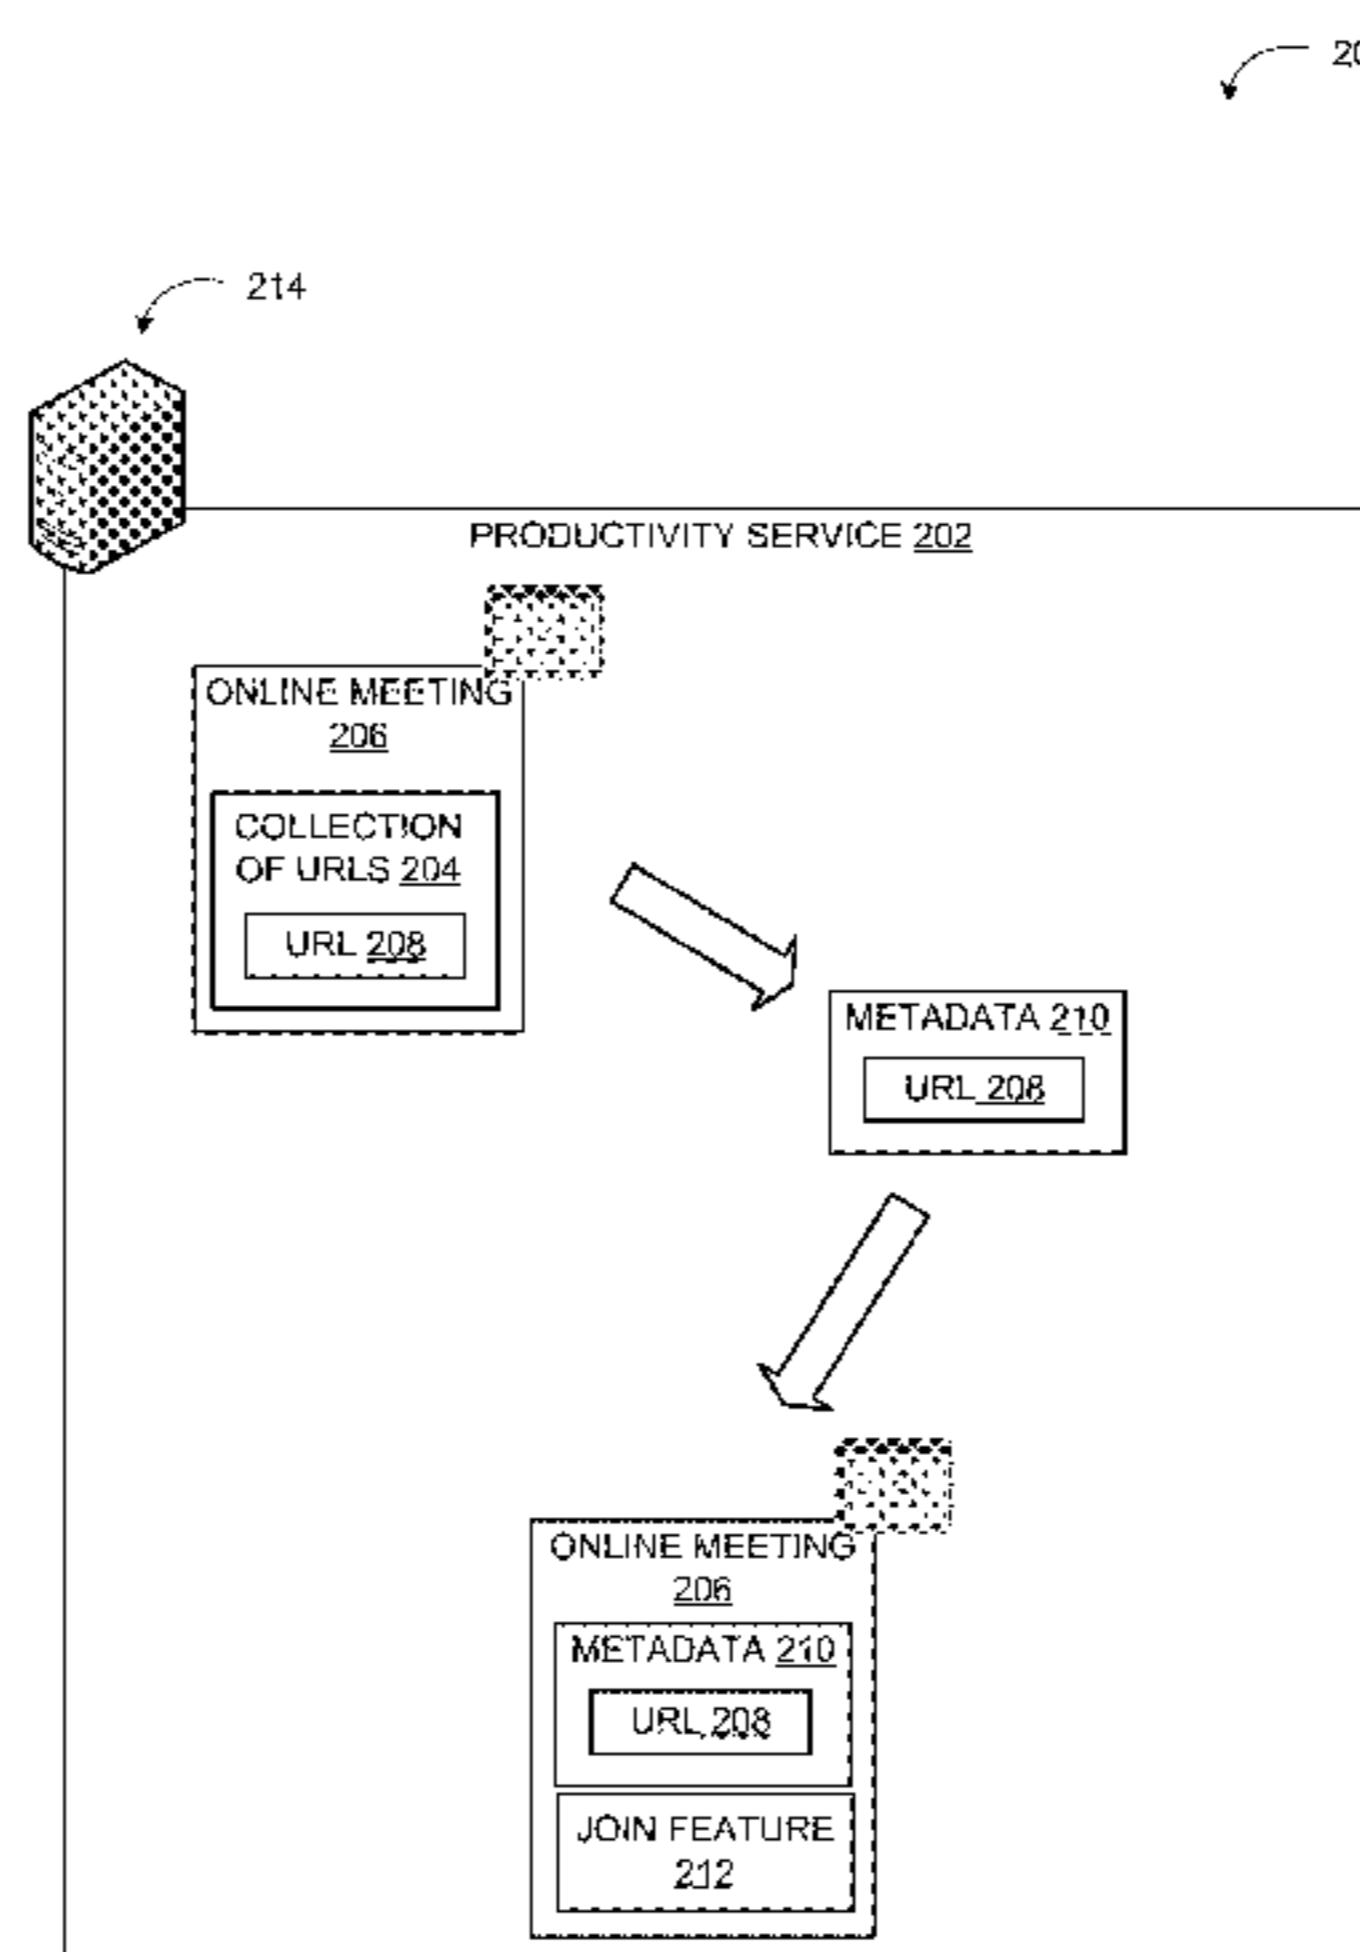 20
214
PRODUCTIVITY SERVICE 202
ONLINE MEETING
206
COLLECTION
OF URLS 204
URL 208
METADATA 210
URL 208
ONLINE MEETING
206
METADATA 210
URL 208
JOIN FEATURE
212